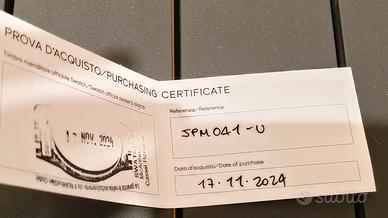 PROVA D'ACQUISTO/PURCHASING CERTIFICATE
Timbro rivenditore ufficiale Swatch/Swatch official dealer's stamp
17 NOV. 2024
SWATCH
Referenza/Reference
SPM041-U
Data d'acquisto/Date of purchase
17.11.2024
subito